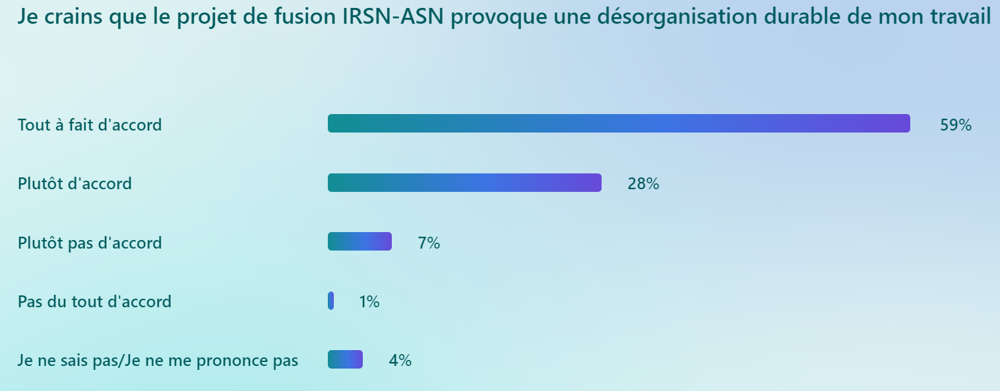 Je crains que le projet de fusion IRSN-ASN provoque une désorganisation durable de mon travail
Tout à fait d'accord 59%
Plutôt d'accord 28%
Plutôt pas d'accord 7%
Pas du tout d'accord 1%
Je ne sais pas/Je ne me prononce pas 4%